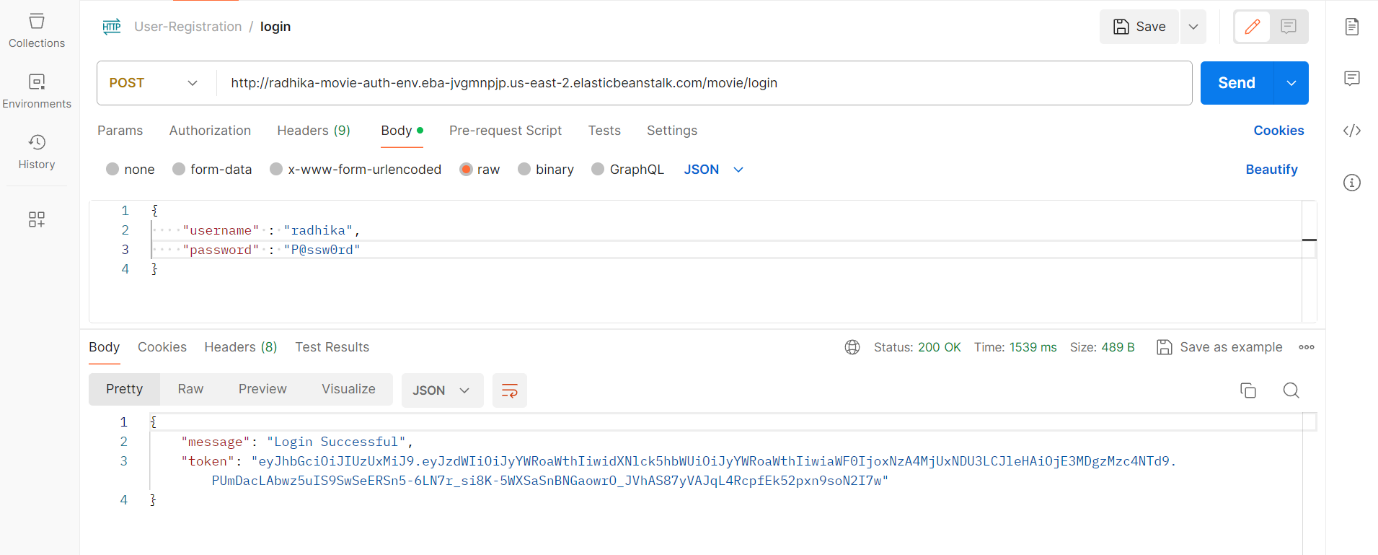 Collections
Environments
History
HTTP User-Registration / login
Save
POST http://radhika-movie-auth-env.eba-jvgmnpjp.us-east-2.elasticbeanstalk.com/movie/login Send
Params Authorization Headers (9) Body Pre-request Script Tests Settings Cookies
none form-data x-www-form-urlencoded raw binary GraphQL JSON Beautify
1 {
2 "username" : "radhika",
3 "password" : "P@ssw0rd"
4 }
Body Cookies Headers (8) Test Results Status: 200 OK Time: 1539 ms Size: 489 B Save as example
Pretty Raw Preview Visualize JSON
1 {
2 "message": "Login Successful",
3 "token": "eyJhbGciOiJIUzUxMiJ9.eyJzdWIiOiJyYWRoaWthIiwidXNlck5hbWUiOiJyYWRoaWthIiwiaWF0IjoxNzA4MjUxNDU3LCJleHAiOjE3MDgzMzc4NTd9.
PUmDacLAbwz5uIS9SwSeERSn5-6LN7r_si8K-5WXSaSnBNGaowrO_JVhAS87yVAJqL4RcpfEk52pxn9soN2I7w"
4 }